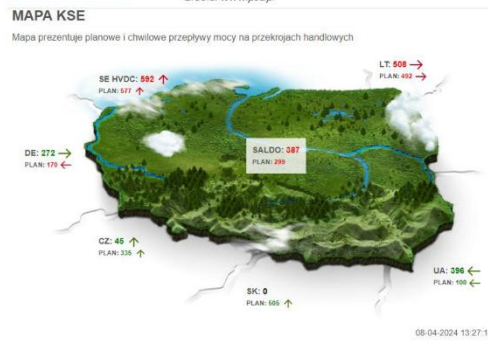 MAPA KSE
Mapa prezentuje planowe i chwilowe przepływy mocy na przekrojach handlowych
LT: 508 →
PLAN: 492 →
SE HVDC: 592 ↑
PLAN: 577 ↑
SALDO: 387
PLAN: 299
DE: 272 →
PLAN: 170 ←
CZ: 45 ↑
PLAN: 335 ↑
UA: 396 ←
PLAN: 100 ←
SK: 0
PLAN: 505 ↑
08-04-2024 13:27:1